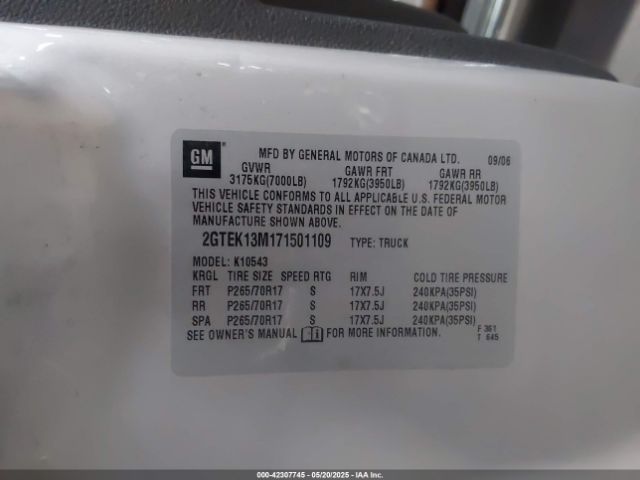 GM
MFD BY GENERAL MOTORS OF CANADA LTD. 09/06
GVWR GAWR FRT GAWR RR
3175KG(7000LB) 1792KG(3950LB) 1792KG(3950LB)
THIS VEHICLE CONFORMS TO ALL APPLICABLE U.S. FEDERAL MOTOR
VEHICLE SAFETY STANDARDS IN EFFECT ON THE DATE OF
MANUFACTURE SHOWN ABOVE.
2GTEK13M171501109 TYPE: TRUCK
MODEL: K10543
KRGL TIRE SIZE SPEED RTG RIM COLD TIRE PRESSURE
FRT P265/70R17 S 17X7.5J 240KPA(35PSI)
RR P265/70R17 S 17X7.5J 240KPA(35PSI)
SPA P265/70R17 S 17X7.5J 240KPA(35PSI)
SEE OWNER'S MANUAL FOR MORE INFORMATION.
F 361
T 645
000-42307745 - 05/20/2025 - IAA Inc.